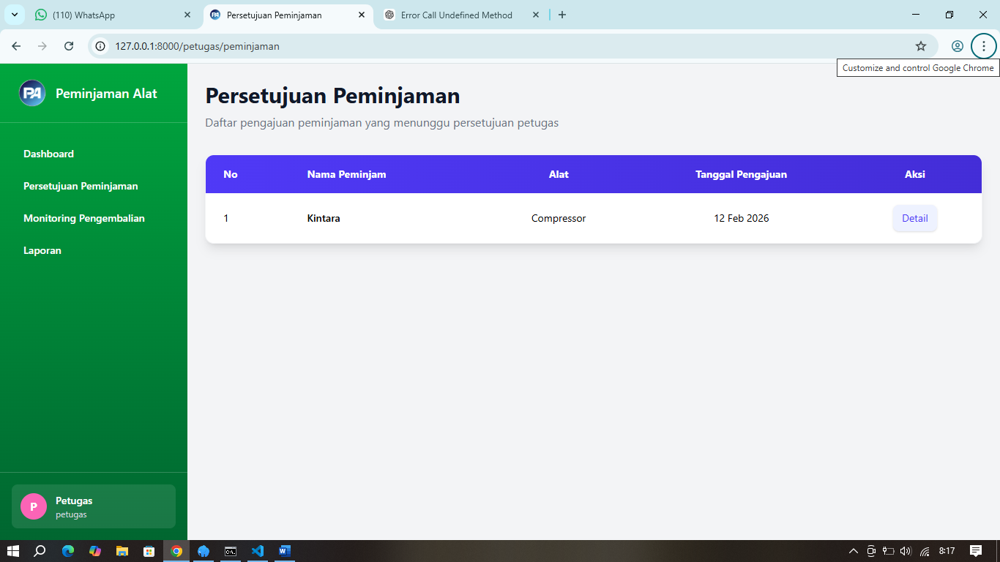 (110) WhatsApp
Persetujuan Peminjaman
Error Call Undefined Method
127.0.0.1:8000/petugas/peminjaman
Customize and control Google Chrome
PA
Peminjaman Alat
Dashboard
Persetujuan Peminjaman
Monitoring Pengembalian
Laporan
P
Petugas
petugas
Persetujuan Peminjaman
Daftar pengajuan peminjaman yang menunggu persetujuan petugas
No Nama Peminjam Alat Tanggal Pengajuan Aksi
1 Kintara Compressor 12 Feb 2026 Detail
8:17